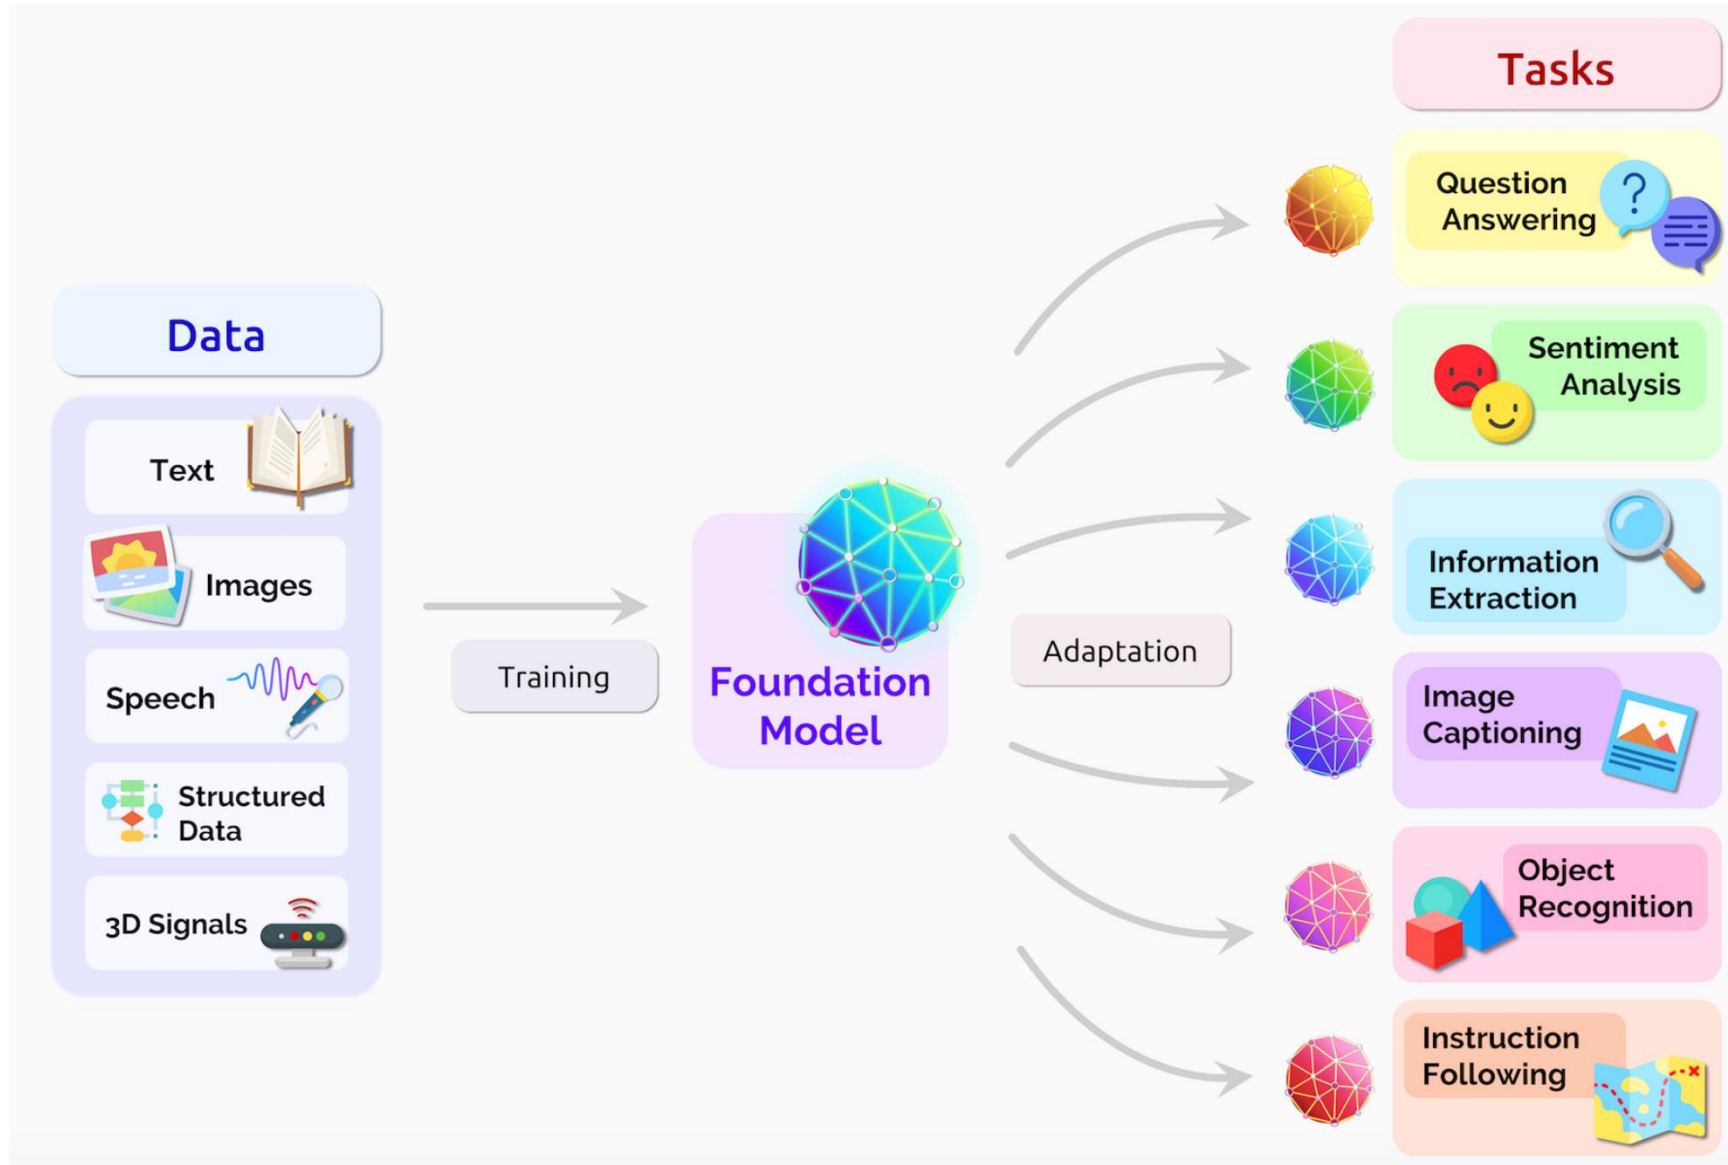 Data
Text
Images
Speech
Structured
Data
3D Signals
Training
Foundation
Model
Adaptation
Tasks
Question
Answering
?
Sentiment
Analysis
Information
Extraction
Image
Captioning
Object
Recognition
Instruction
Following